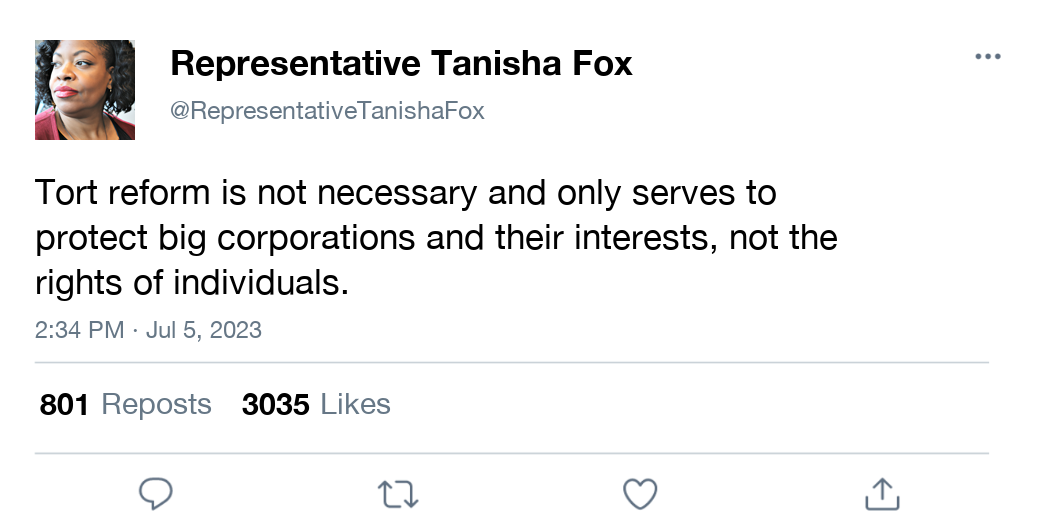 Representative Tanisha Fox
@RepresentativeTanishaFox
Tort reform is not necessary and only serves to
protect big corporations and their interests, not the
rights of individuals.
2:34 PM · Jul 5, 2023
801 Reposts 3035 Likes